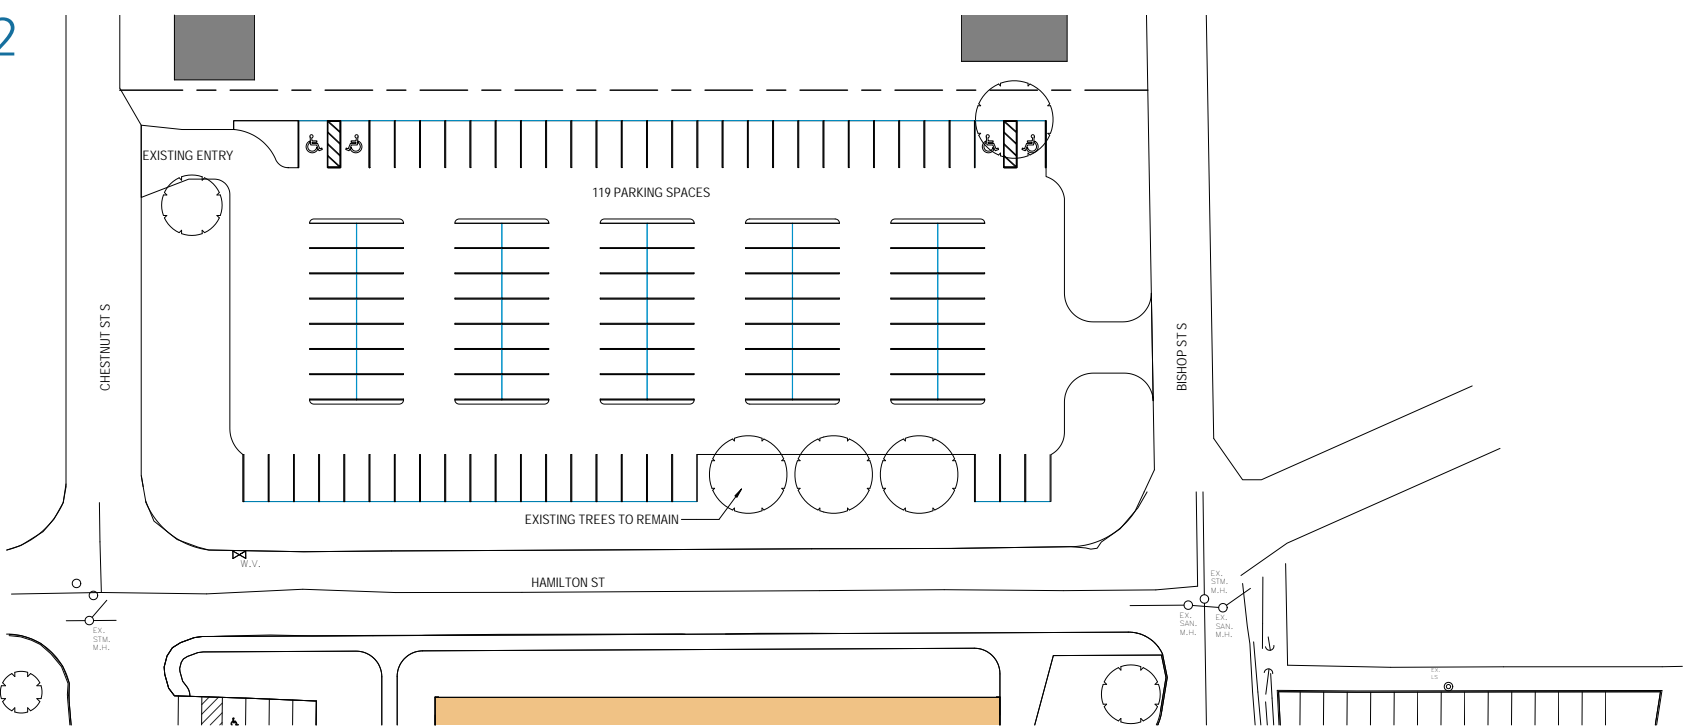 2
EXISTING ENTRY
119 PARKING SPACES
CHESTNUT ST S
BISHOP ST S
EXISTING TREES TO REMAIN
W.V.
HAMILTON ST
EX.
STM.
M.H.
EX.
STM.
M.H.
EX.
SAN.
M.H.
EX.
SAN.
M.H.
EX.